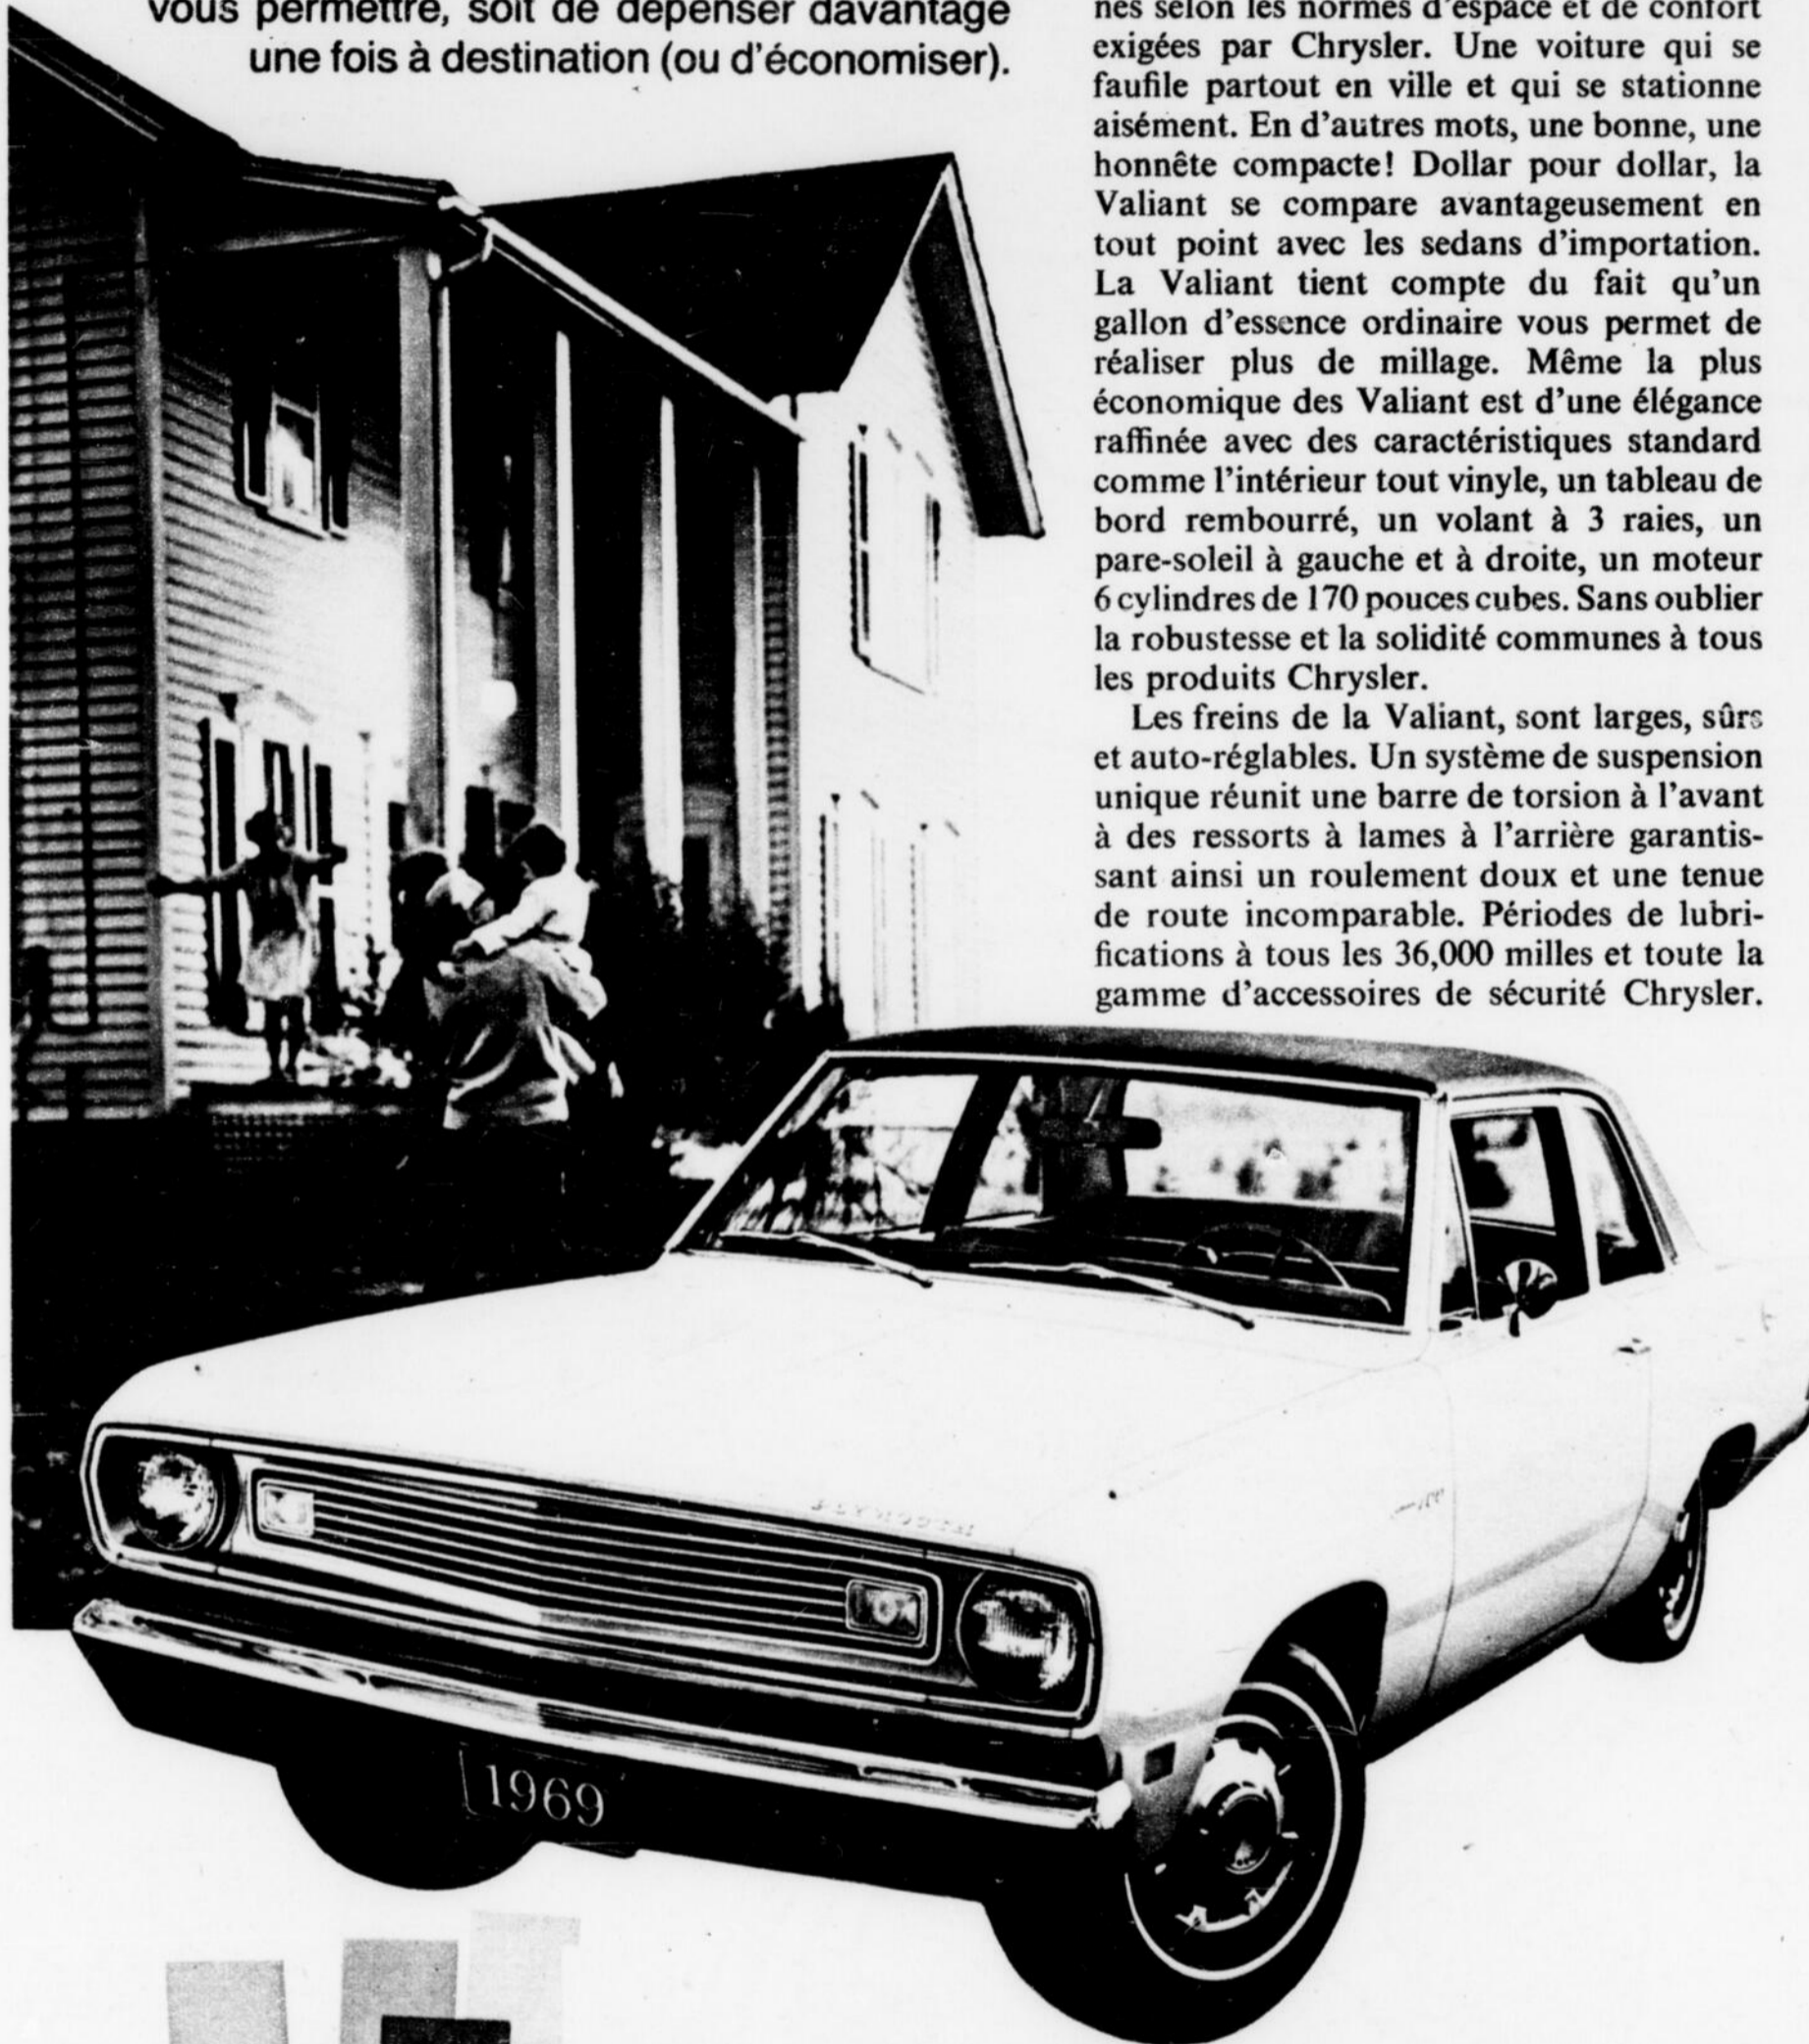 vous permettre, soit de dépenser davantage
une fois à destination (ou d'économiser).
nés selon les normes d'espace et de confort
exigées par Chrysler. Une voiture qui se
faufile partout en ville et qui se stationne
aisément. En d'autres mots, une bonne, une
honnête compacte! Dollar pour dollar, la
Valiant se compare avantageusement en
tout point avec les sedans d'importation.
La Valiant tient compte du fait qu'un
gallon d'essence ordinaire vous permet de
réaliser plus de millage. Même la plus
économique des Valiant est d'une élégance
raffinée avec des caractéristiques standard
comme l'intérieur tout vinyle, un tableau de
bord rembourré, un volant à 3 raies, un
pare-soleil à gauche et à droite, un moteur
6 cylindres de 170 pouces cubes. Sans oublier
la robustesse et la solidité communes à tous
les produits Chrysler.
Les freins de la Valiant, sont larges, sûrs
et auto-réglables. Un système de suspension
unique réunit une barre de torsion à l'avant
à des ressorts à lames à l'arrière garantis-
sant ainsi un roulement doux et une tenue
de route incomparable. Périodes de lubri-
fications à tous les 36,000 milles et toute la
gamme d'accessoires de sécurité Chrysler.
PLYMOUTH
1969